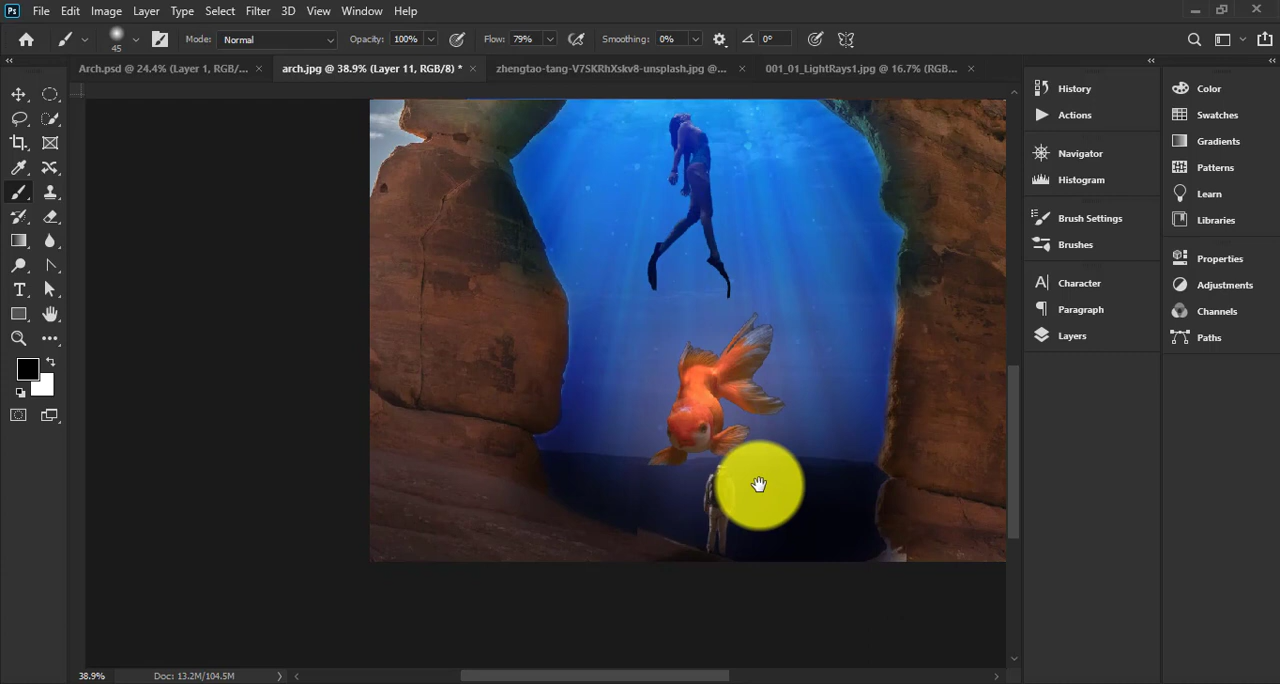 Ps File Edit Image Layer Type Select Filter 3D View Window Help
45 Mode: Normal Opacity: 100% Flow: 79% Smoothing: 0% 0°
Arch.psd @ 24.4% (Layer 1, RGB/... × arch.jpg @ 38.9% (Layer 11, RGB/8) * × zhengtao-tang-V7SKRhXskv8-unsplash.jpg @... × 001_01_LightRays1.jpg @ 16.7% (RGB... ×
History
Actions
Navigator
Histogram
Brush Settings
Brushes
Character
Paragraph
Layers
Color
Swatches
Gradients
Patterns
Learn
Libraries
Properties
Adjustments
Channels
Paths
38.9% Doc: 13.2M/104.5M